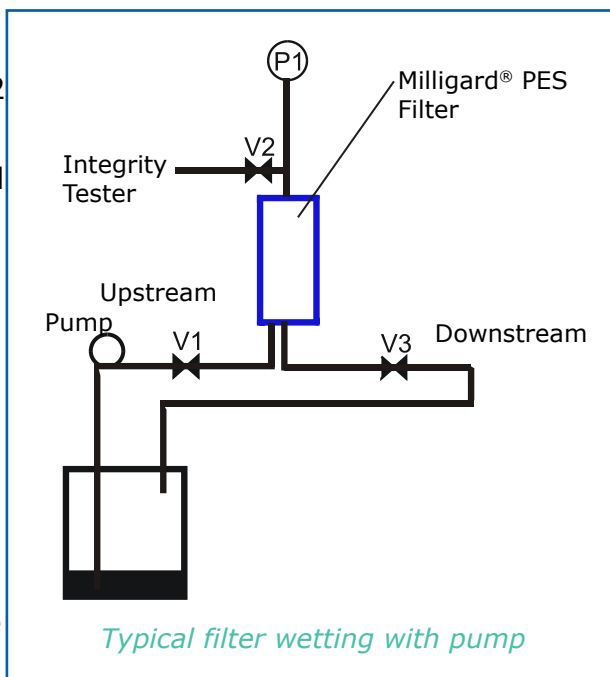 P1
Milligard® PES
Filter
V2
Integrity
Tester
Upstream
Pump
V1
Downstream
V3
Typical filter wetting with pump